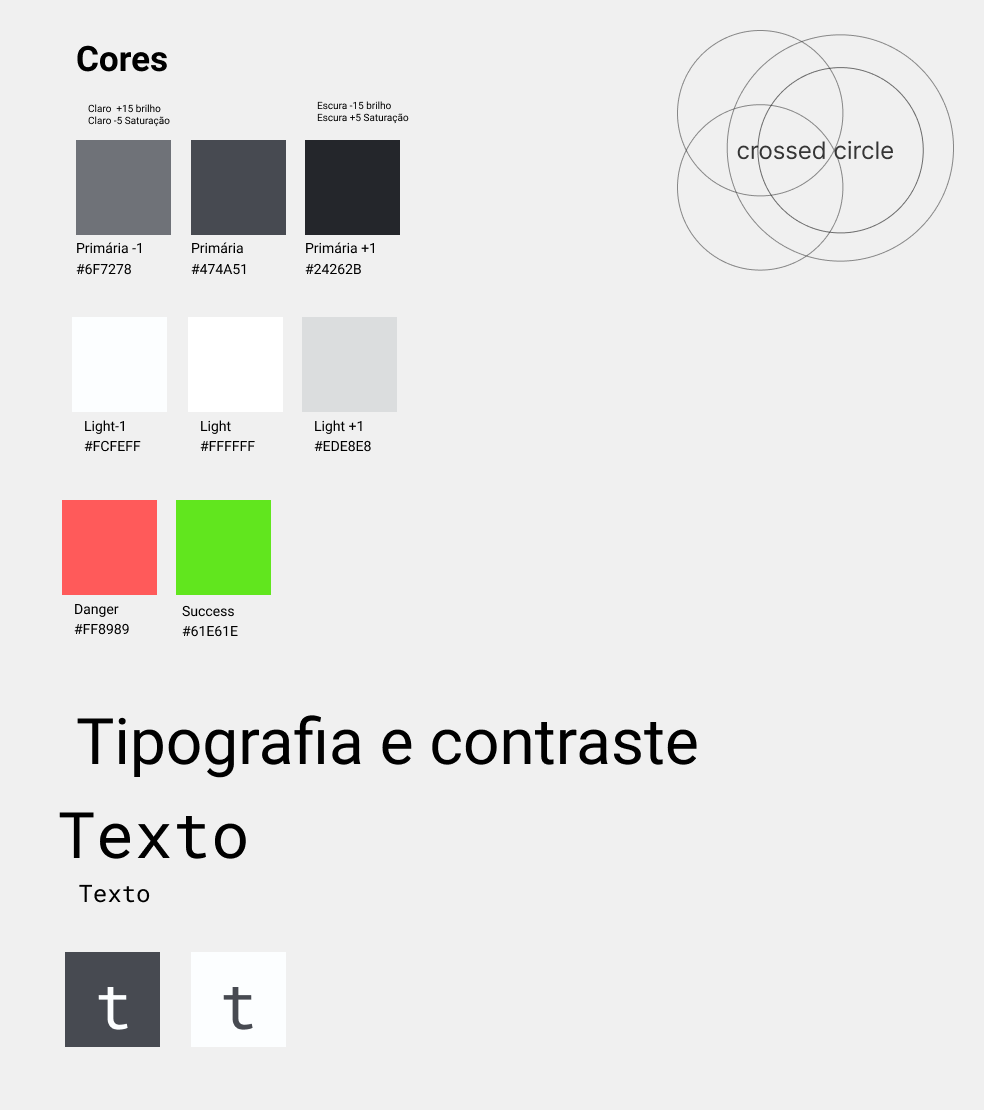 Cores
Claro  +15 brilho
Claro -5 Saturação
Escura -15 brilho
Escura +5 Saturação
crossed circle
Primária -1
#6F7278
Primária
#474A51
Primária +1
#24262B
Light-1
#FCFEFF
Light
#FFFFFF
Light +1
#EDE8E8
Danger
#FF8989
Success
#61E61E
Tipografia e contraste
Texto
Texto
t
t